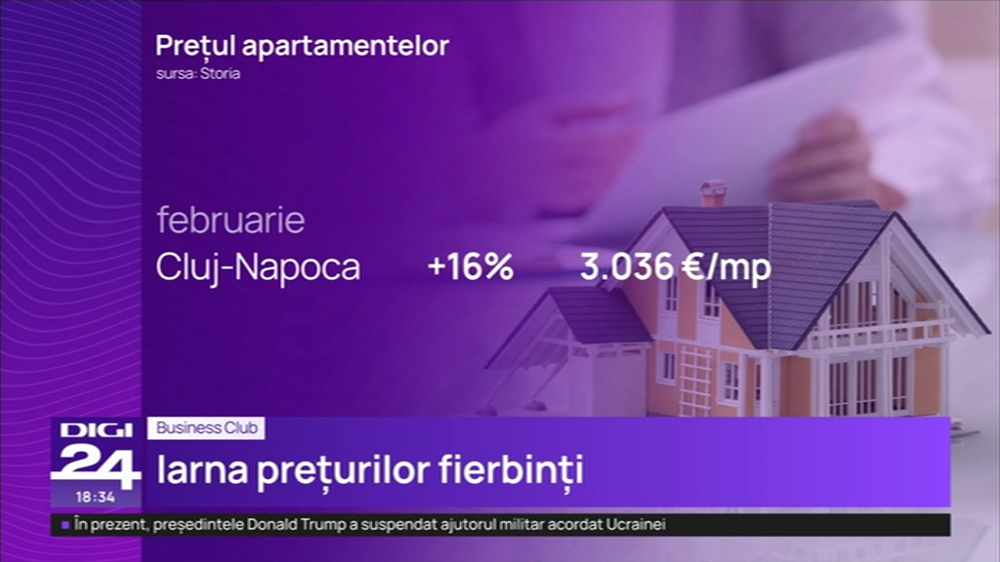 Prețul apartamentelor
sursa: Storia
februarie
Cluj-Napoca +16% 3.036 €/mp
DIGI
24
18:34
Business Club
Iarna prețurilor fierbinți
În prezent, președintele Donald Trump a suspendat ajutorul militar acordat Ucrainei